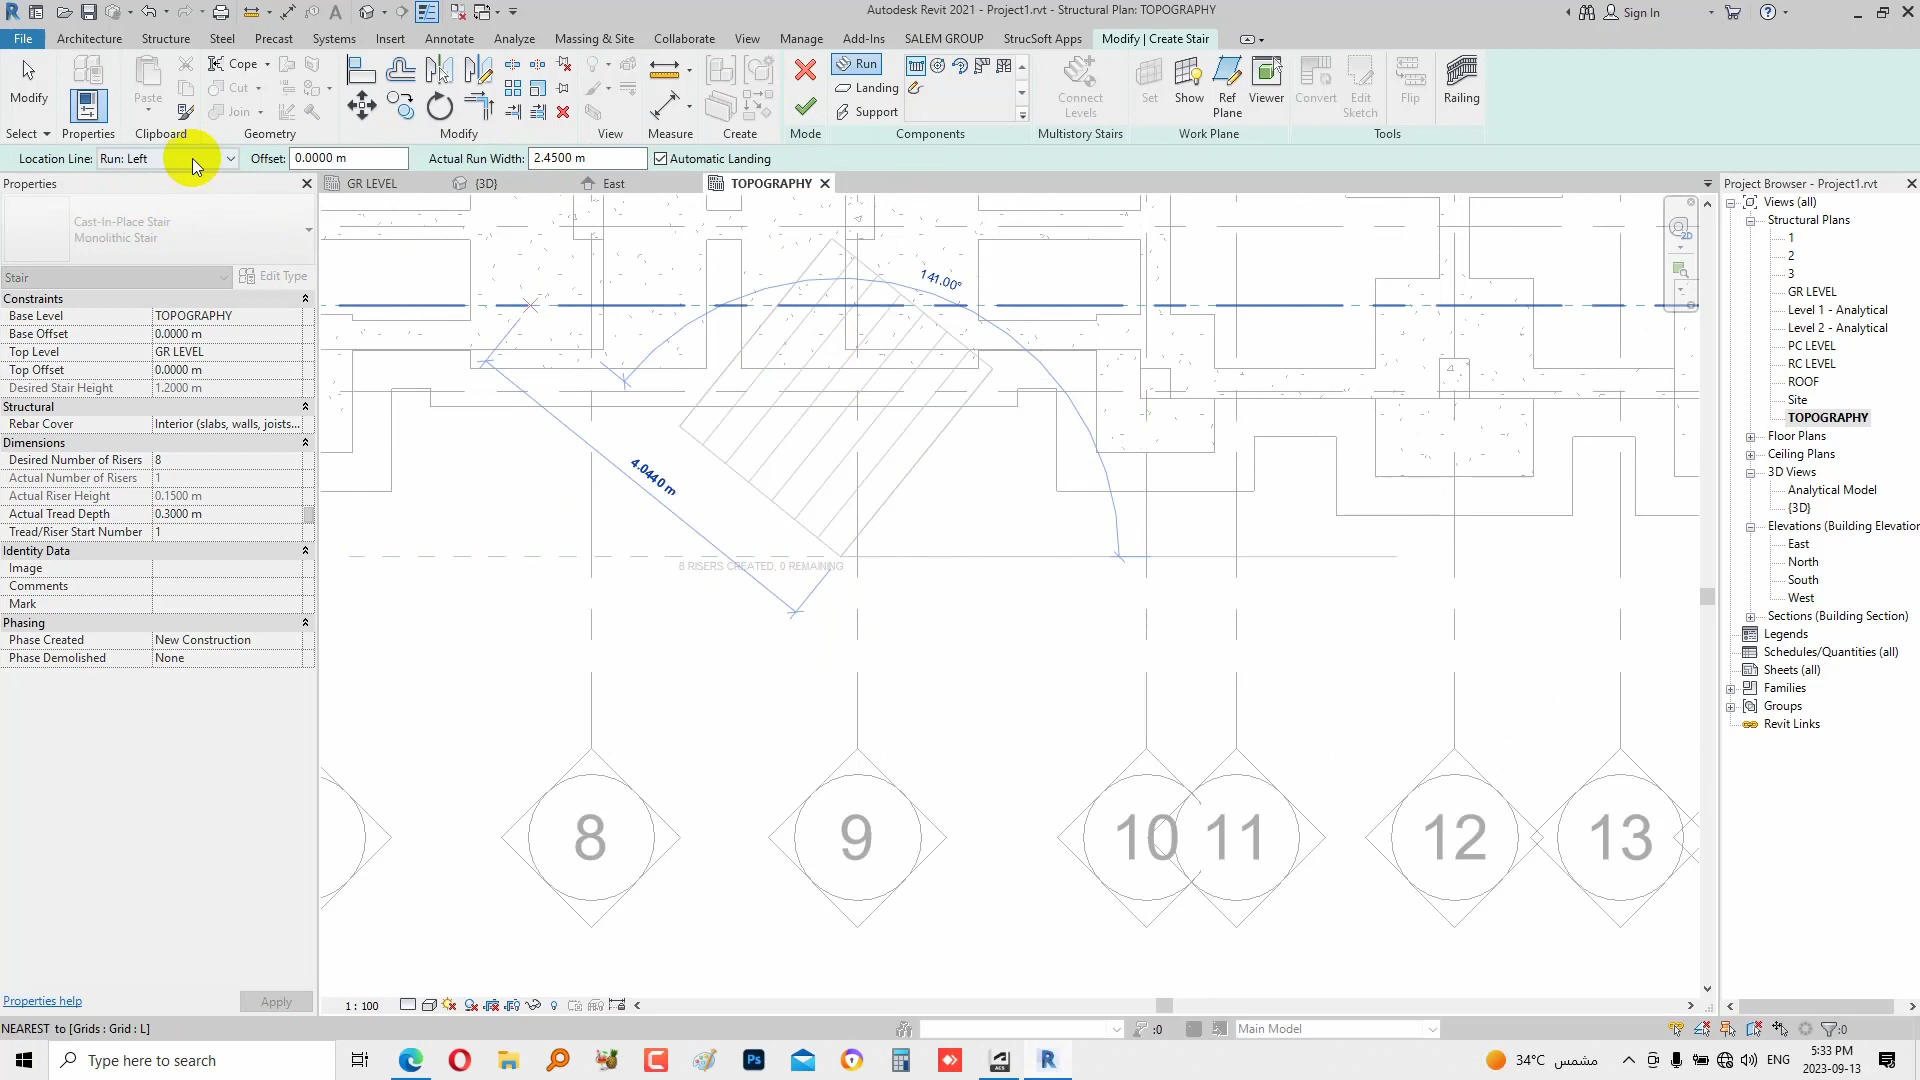 Autodesk Revit 2021 - Project1.rvt - Structural Plan: TOPOGRAPHY
Sign In
File Architecture Structure Steel Precast Systems Insert Annotate Analyze Massing & Site Collaborate View Manage Add-Ins SALEM GROUP StrucSoft Apps Modify | Create Stair
Modify
Paste
Cope
Cut
Join
Run
Landing
Support
Connect Levels
Set
Show
Ref Plane
Viewer
Convert
Edit Sketch
Flip
Railing
Select Properties Clipboard Geometry Modify View Measure Create Mode Components Multistory Stairs Work Plane Tools
Location Line: Run: Left Offset: 0.0000 m Actual Run Width: 2.4500 m Automatic Landing
Properties
GR LEVEL {3D} East TOPOGRAPHY
Project Browser - Project1.rvt
Cast-In-Place Stair
Monolithic Stair
Stair Edit Type
Constraints
Base Level TOPOGRAPHY
Base Offset 0.0000 m
Top Level GR LEVEL
Top Offset 0.0000 m
Desired Stair Height 1.2000 m
Structural
Rebar Cover Interior (slabs, walls, joists...
Dimensions
Desired Number of Risers 8
Actual Number of Risers 1
Actual Riser Height 0.1500 m
Actual Tread Depth 0.3000 m
Tread/Riser Start Number 1
Identity Data
Image
Comments
Mark
Phasing
Phase Created New Construction
Phase Demolished None
Properties help Apply
141.00°
4.0440 m
8 RISERS CREATED, 0 REMAINING
8 9 10 11 12 13
2D
Views (all)
Structural Plans
1
2
3
GR LEVEL
Level 1 - Analytical
Level 2 - Analytical
PC LEVEL
RC LEVEL
ROOF
Site
TOPOGRAPHY
Floor Plans
Ceiling Plans
3D Views
Analytical Model
{3D}
Elevations (Building Elevation
East
North
South
West
Sections (Building Section)
Legends
Schedules/Quantities (all)
Sheets (all)
Families
Groups
Revit Links
1 : 100
NEAREST to [Grids : Grid : L]
:0
Main Model
:0
Type here to search
34°C مشمس
ENG
5:33 PM
2023-09-13